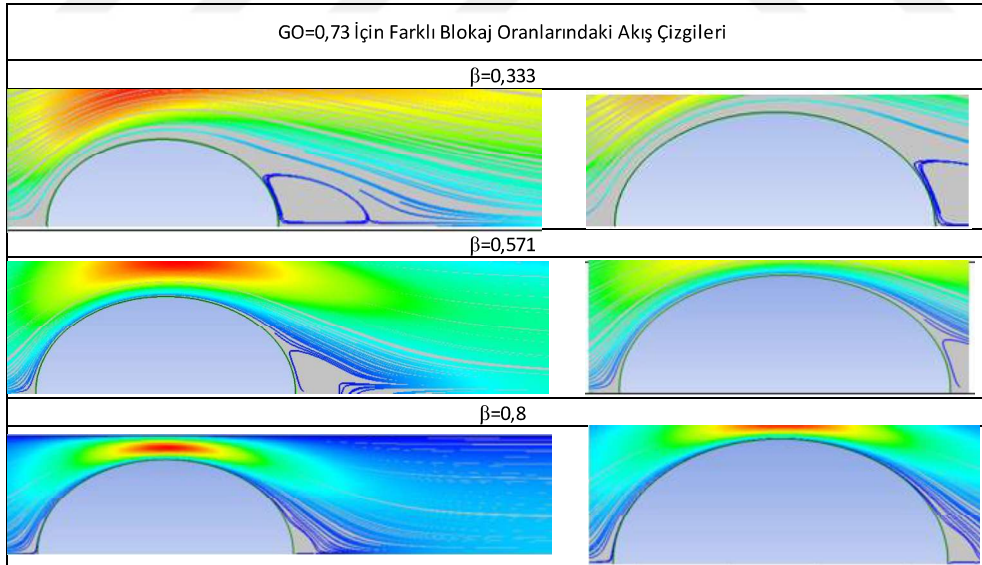 GO=0,73 İçin Farklı Blokaj Oranlarındaki Akış Çizgileri
β=0,333
β=0,571
β=0,8